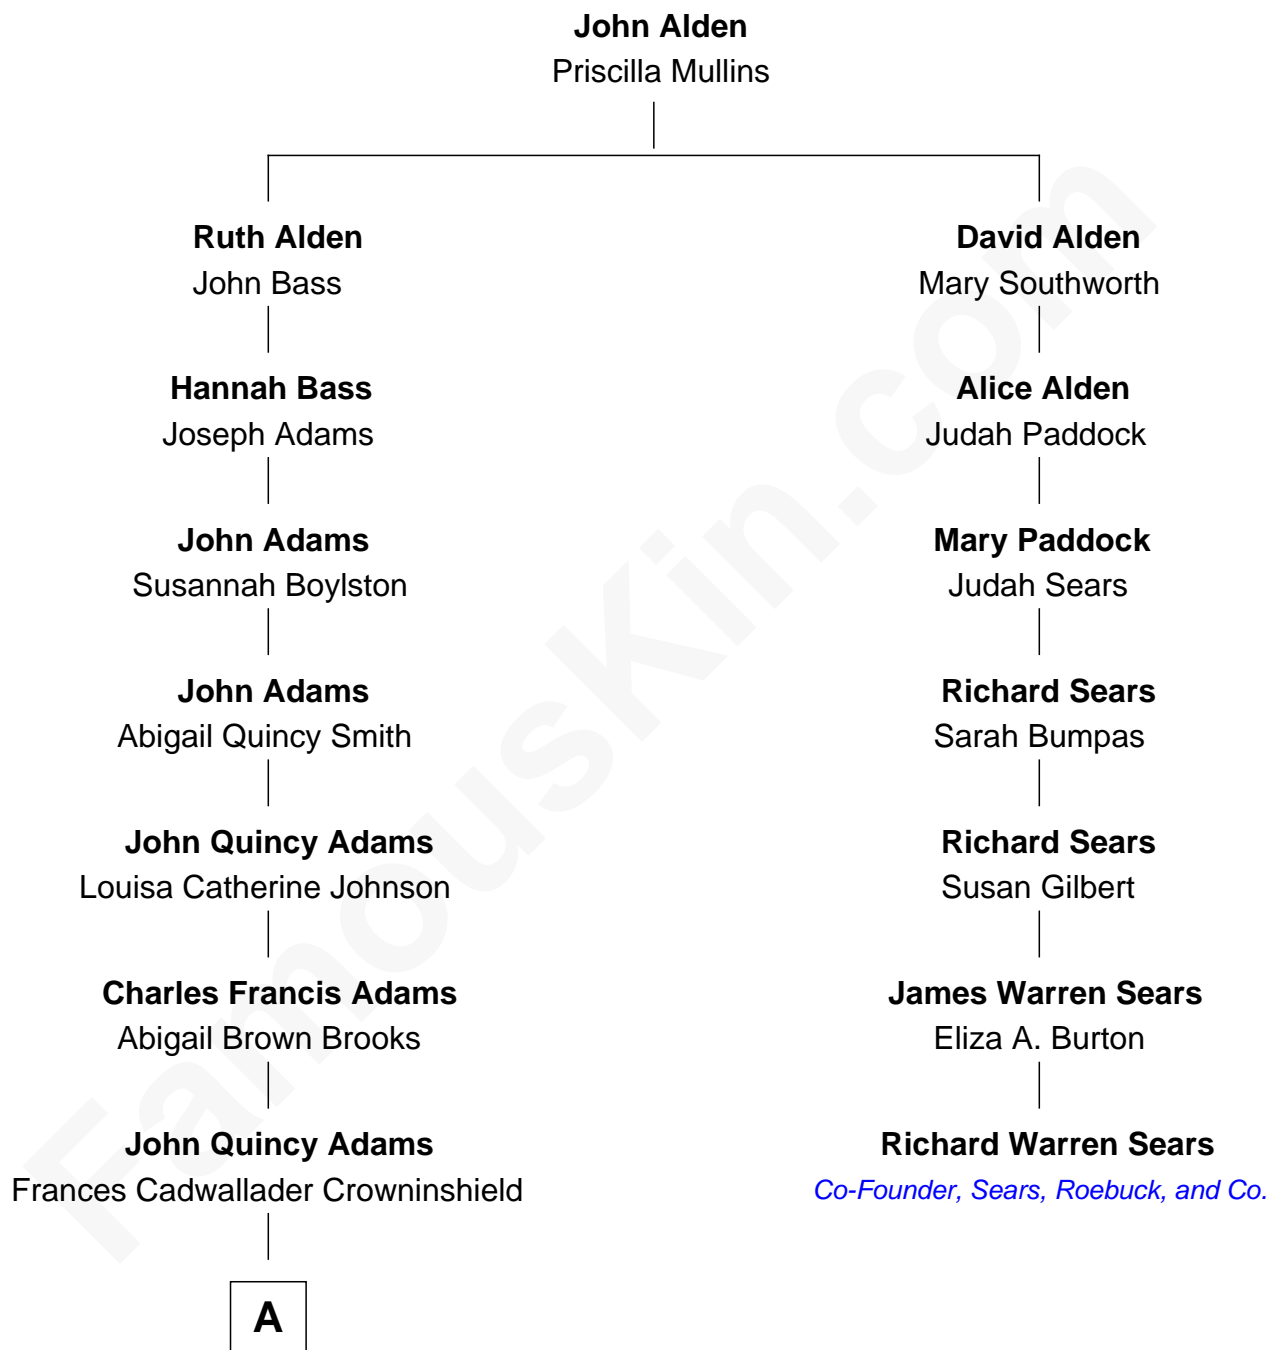 John Alden
Priscilla Mullins
Ruth Alden
John Bass
Hannah Bass
Joseph Adams
John Adams
Susannah Boylston
John Adams
Abigail Quincy Smith
John Quincy Adams
Louisa Catherine Johnson
Charles Francis Adams
Abigail Brown Brooks
John Quincy Adams
Frances Cadwallader Crowninshield
A
David Alden
Mary Southworth
Alice Alden
Judah Paddock
Mary Paddock
Judah Sears
Richard Sears
Sarah Bumpas
Richard Sears
Susan Gilbert
James Warren Sears
Eliza A. Burton
Richard Warren Sears
Co-Founder, Sears, Roebuck, and Co.
FamousKin.com